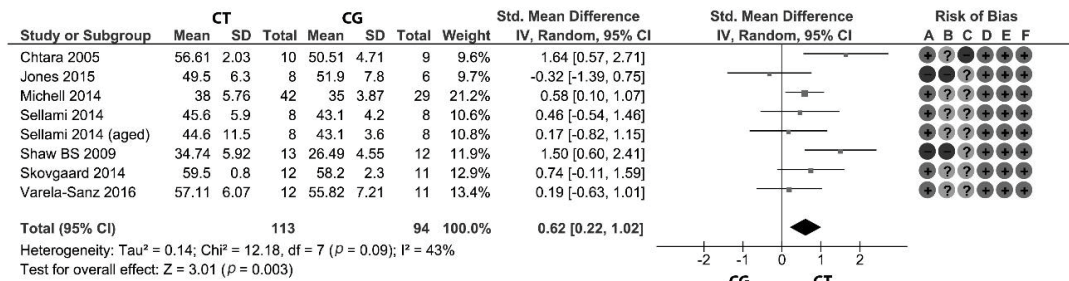 CT CG Std. Mean Difference Std. Mean Difference Risk of Bias
Study or Subgroup Mean SD Total Mean SD Total Weight IV, Random, 95% CI IV, Random, 95% CI A B C D E F
Chtara 2005 56.61 2.03 10 50.51 4.71 9 9.6% 1.64 [0.57, 2.71] + ? − + + +
Jones 2015 49.5 6.3 8 51.9 7.8 6 9.7% -0.32 [-1.39, 0.75] − − ? + + +
Michell 2014 38 5.76 42 35 3.87 29 21.2% 0.58 [0.10, 1.07] + ? ? + + +
Sellami 2014 45.6 5.9 8 43.1 4.2 8 10.6% 0.46 [-0.54, 1.46] + ? ? + + +
Sellami 2014 (aged) 44.6 11.5 8 43.1 3.6 8 10.8% 0.17 [-0.82, 1.15] + ? ? + + +
Shaw BS 2009 34.74 5.92 13 26.49 4.55 12 11.9% 1.50 [0.60, 2.41] − − ? + + +
Skovgaard 2014 59.5 0.8 12 58.2 2.3 11 12.7% 0.74 [-0.11, 1.59] + ? ? + + +
Varela-Sanz 2016 57.11 6.07 12 55.82 7.21 11 13.4% 0.19 [-0.63, 1.01] + ? ? + + +
Total (95% CI) 113 94 100.0% 0.62 [0.22, 1.02]
Heterogeneity: Tau² = 0.14; Chi² = 12.18, df = 7 (p = 0.09); I² = 43%
Test for overall effect: Z = 3.01 (p = 0.003)
-2 -1 0 1 2
CG CT